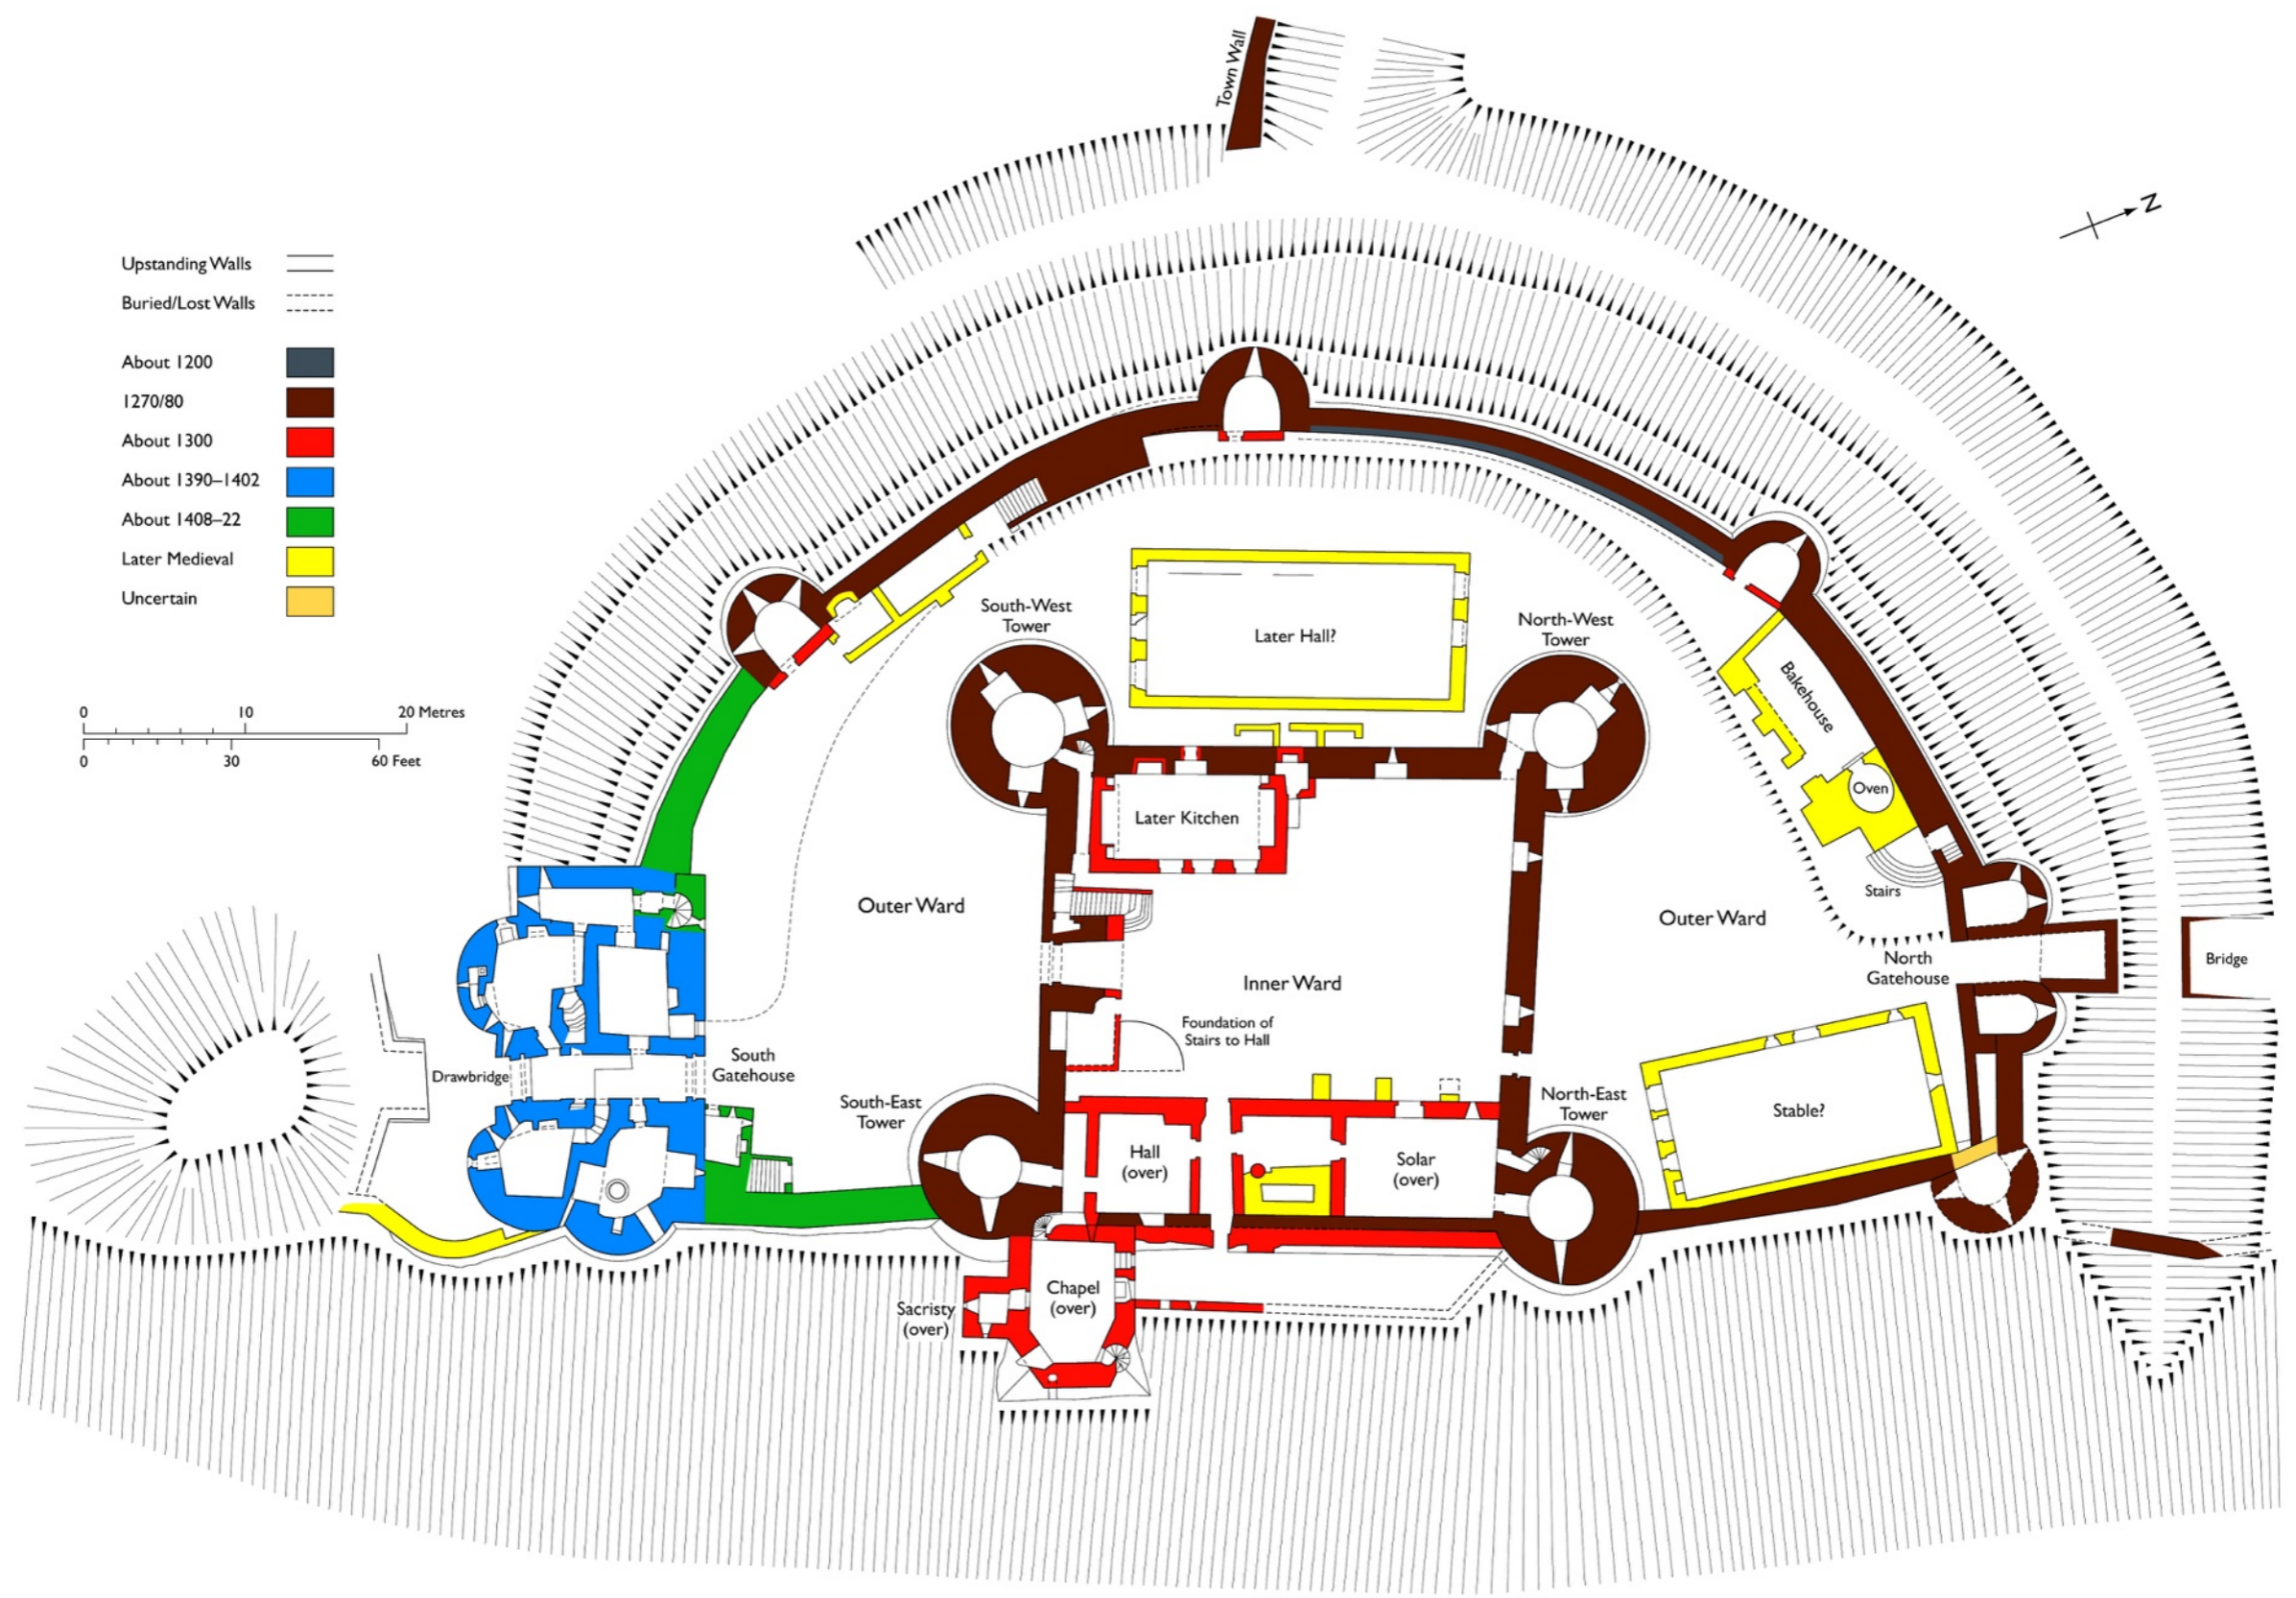 Town Wall
N
Upstanding Walls
Buried/Lost Walls
About 1200
1270/80
About 1300
About 1390–1402
About 1408–22
Later Medieval
Uncertain
0 10 20 Metres
0 30 60 Feet
South-West
Tower
Later Hall?
North-West
Tower
Bakehouse
Oven
Stairs
Later Kitchen
Outer Ward
Outer Ward
North
Gatehouse
Bridge
Inner Ward
Foundation of
Stairs to Hall
South
Gatehouse
Drawbridge
South-East
Tower
North-East
Tower
Stable?
Hall
(over)
Solar
(over)
Chapel
(over)
Sacristy
(over)